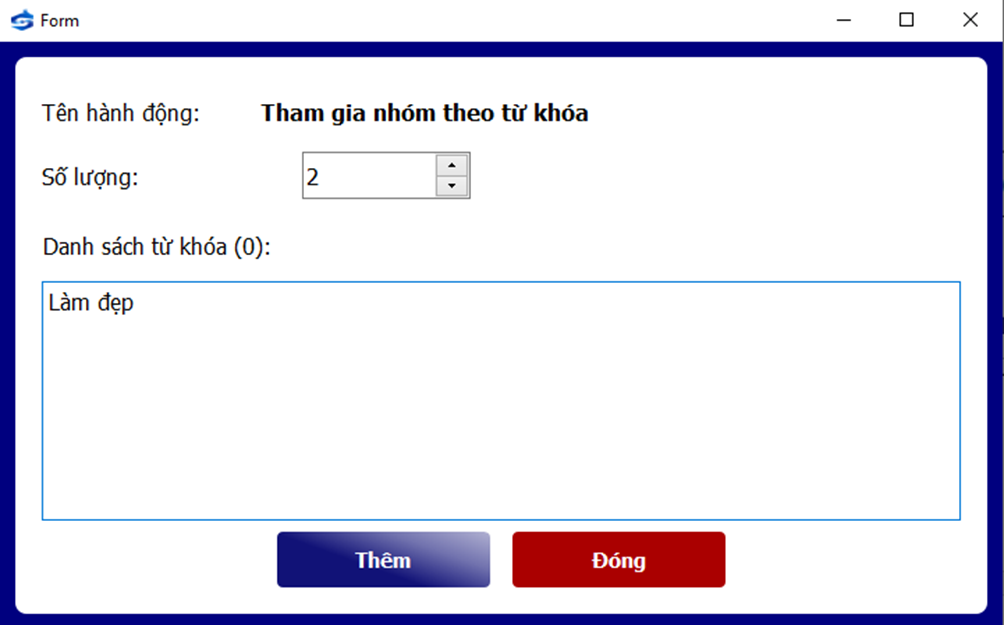 Form
Tên hành động: Tham gia nhóm theo từ khóa
Số lượng: 2
Danh sách từ khóa (0):
Làm đẹp
Thêm Đóng